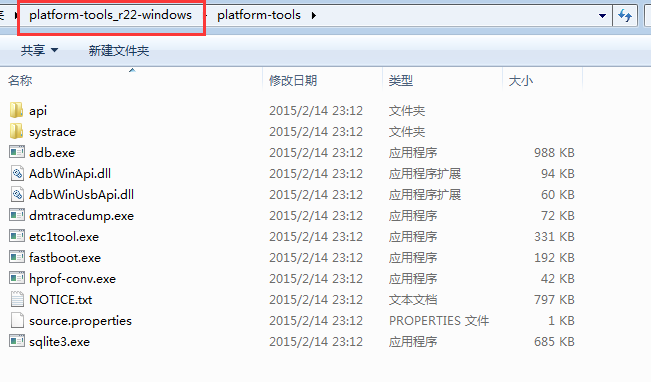 platform-tools_r22-windows platform-tools
共享 新建文件夹
名称 修改日期 类型 大小
api 2015/2/14 23:12 文件夹
systrace 2015/2/14 23:12 文件夹
adb.exe 2015/2/14 23:12 应用程序 988 KB
AdbWinApi.dll 2015/2/14 23:12 应用程序扩展 94 KB
AdbWinUsbApi.dll 2015/2/14 23:12 应用程序扩展 60 KB
dmtracedump.exe 2015/2/14 23:12 应用程序 72 KB
etc1tool.exe 2015/2/14 23:12 应用程序 331 KB
fastboot.exe 2015/2/14 23:12 应用程序 192 KB
hprof-conv.exe 2015/2/14 23:12 应用程序 42 KB
NOTICE.txt 2015/2/14 23:12 文本文档 797 KB
source.properties 2015/2/14 23:12 PROPERTIES 文件 1 KB
sqlite3.exe 2015/2/14 23:12 应用程序 685 KB